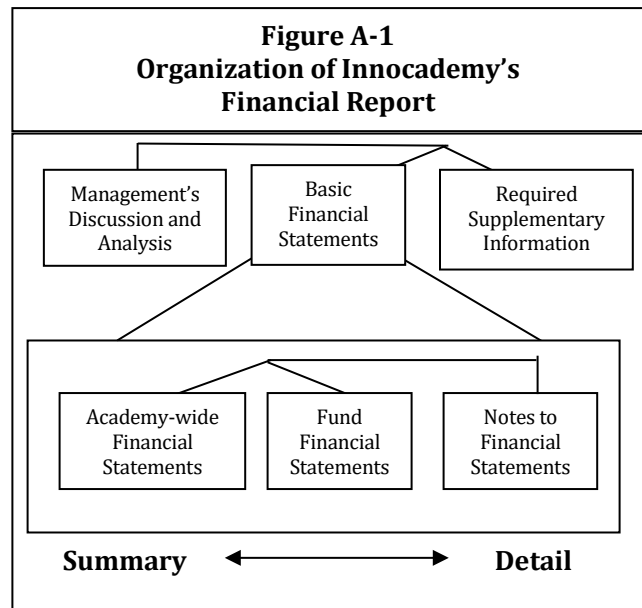 Figure A-1
Organization of Innocademy’s
Financial Report
Management’s
Discussion and
Analysis
Basic
Financial
Statements
Required
Supplementary
Information
Academy-wide
Financial
Statements
Fund
Financial
Statements
Notes to
Financial
Statements
Summary
Detail